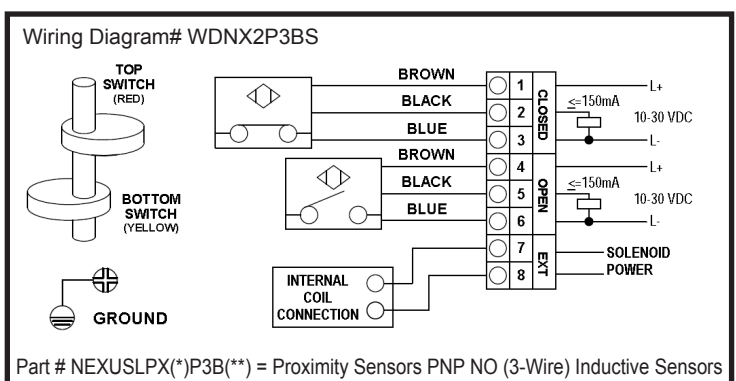 Wiring Diagram# WDNX2P3BS
TOP
SWITCH
(RED)
BOTTOM
SWITCH
(YELLOW)
GROUND
BROWN
BLACK
BLUE
BROWN
BLACK
BLUE
INTERNAL
COIL
CONNECTION
1
2
3
4
5
6
7
8
CLOSED
OPEN
EXT
L+
<=150mA
10-30 VDC
L-
L+
<=150mA
10-30 VDC
L-
SOLENOID
POWER
Part # NEXUSLPX(*)P3B(**) = Proximity Sensors PNP NO (3-Wire) Inductive Sensors